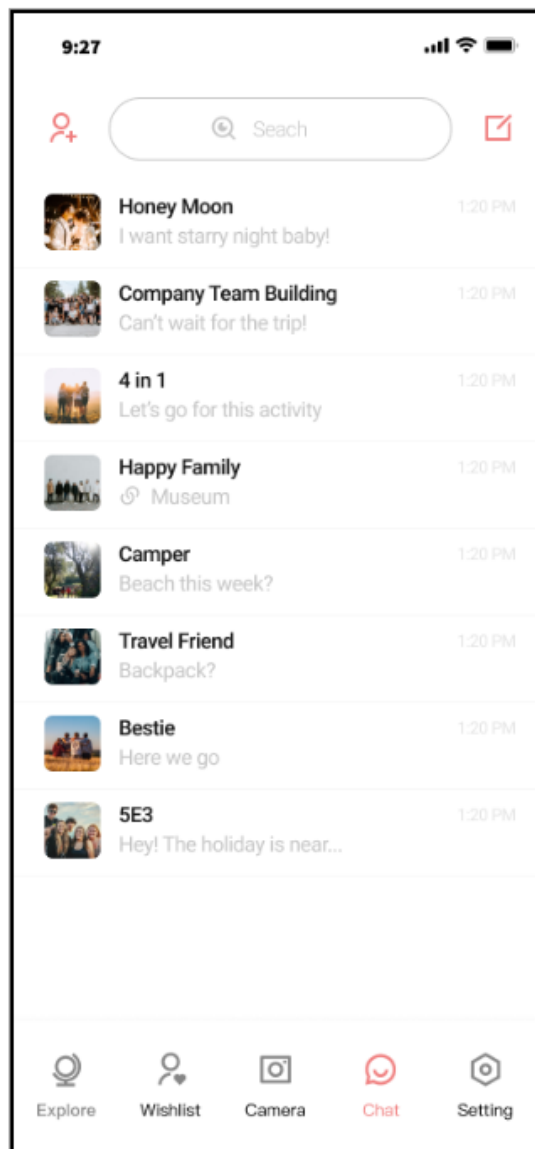 9:27
Seach
Honey Moon 1:20 PM
I want starry night baby!
Company Team Building 1:20 PM
Can't wait for the trip!
4 in 1 1:20 PM
Let's go for this activity
Happy Family 1:20 PM
Museum
Camper 1:20 PM
Beach this week?
Travel Friend 1:20 PM
Backpack?
Bestie 1:20 PM
Here we go
5E3 1:20 PM
Hey! The holiday is near...
Explore Wishlist Camera Chat Setting